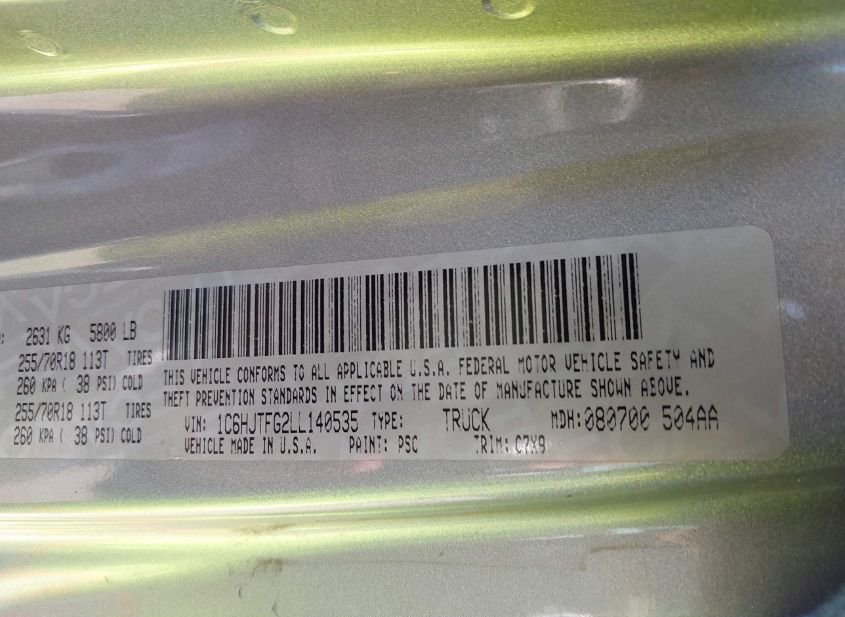 2631 KG 5800 LB
255/70R18 113T TIRES
260 KPA ( 38 PSI) COLD
255/70R18 113T TIRES
260 KPA ( 38 PSI) COLD
THIS VEHICLE CONFORMS TO ALL APPLICABLE U.S.A. FEDERAL MOTOR VEHICLE SAFETY AND
THEFT PREVENTION STANDARDS IN EFFECT ON THE DATE OF MANUFACTURE SHOWN ABOVE.
VIN: 1C6HJTFG2LL140535 TYPE: TRUCK MDH:080700 504AA
VEHICLE MADE IN U.S.A. PAINT: PSC TRIM: C7X9